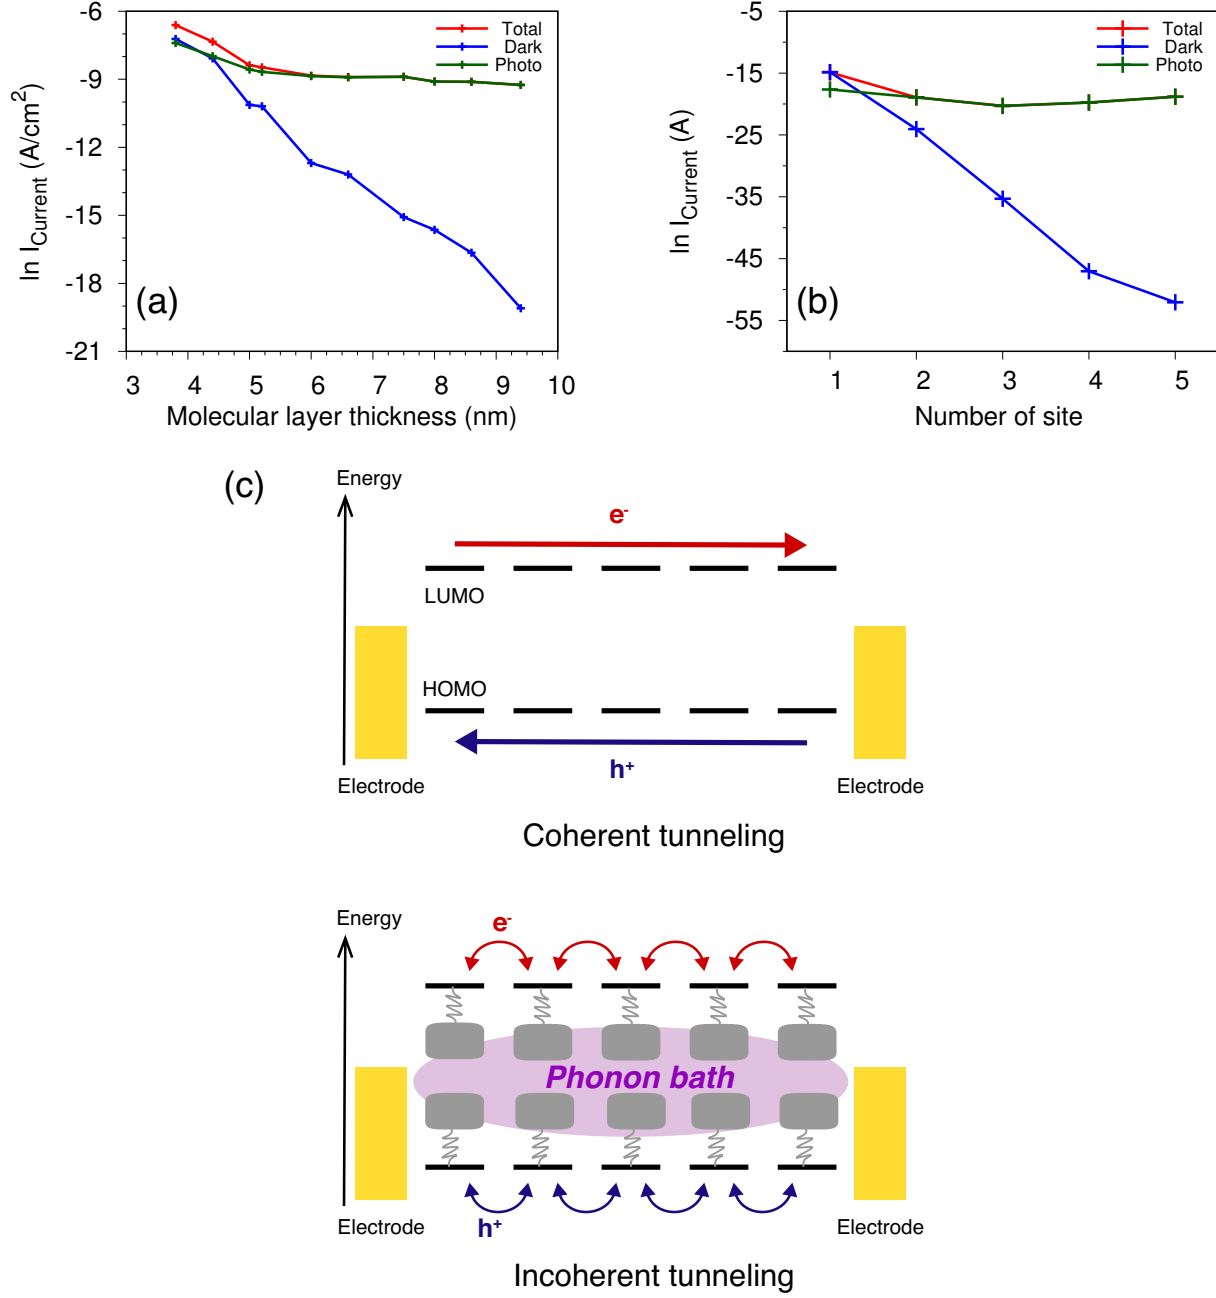 -6
-9
-12
-15
-18
-21
3 4 5 6 7 8 9 10
ln I_Current (A/cm²)
Molecular layer thickness (nm)
Total
Dark
Photo
(a)
-5
-15
-25
-35
-45
-55
1 2 3 4 5
ln I_Current (A)
Number of site
Total
Dark
Photo
(b)
(c)
Energy
e⁻
LUMO
HOMO
h⁺
Electrode Electrode
Coherent tunneling
Energy
e⁻
Phonon bath
Electrode h⁺ Electrode
Incoherent tunneling